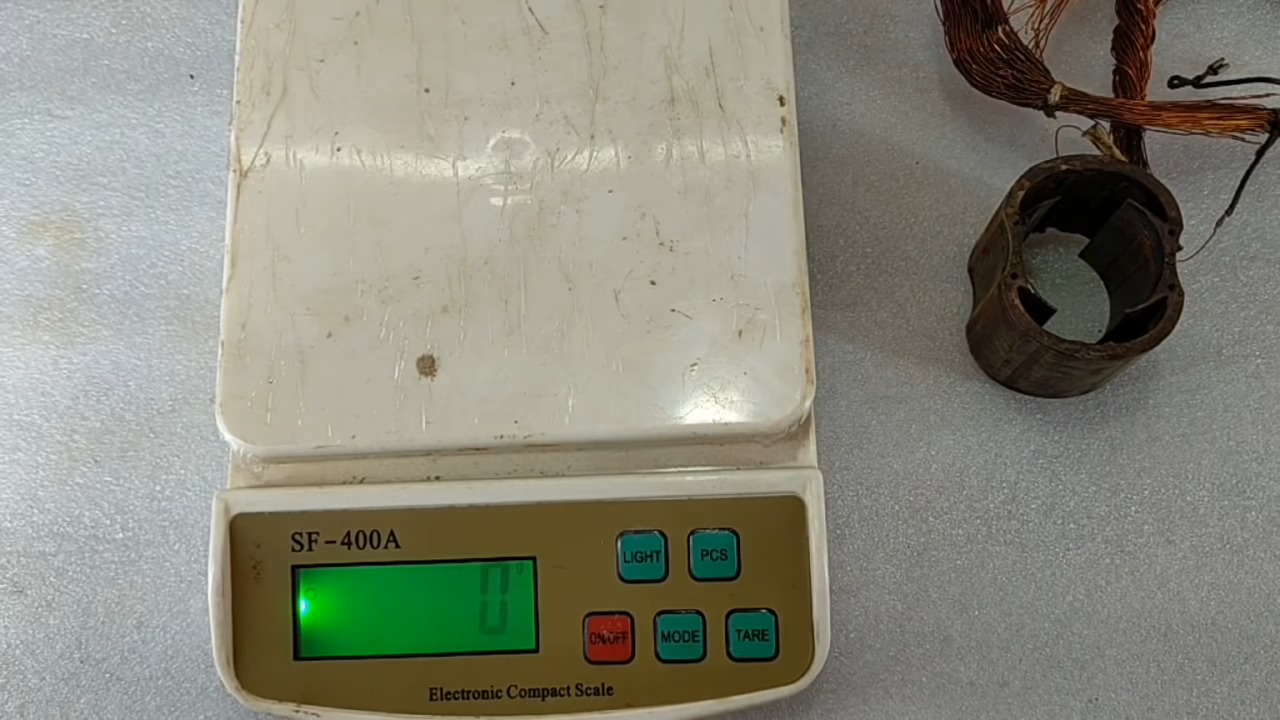 SF-400A
0 g
LIGHT PCS
ON/OFF MODE TARE
Electronic Compact Scale